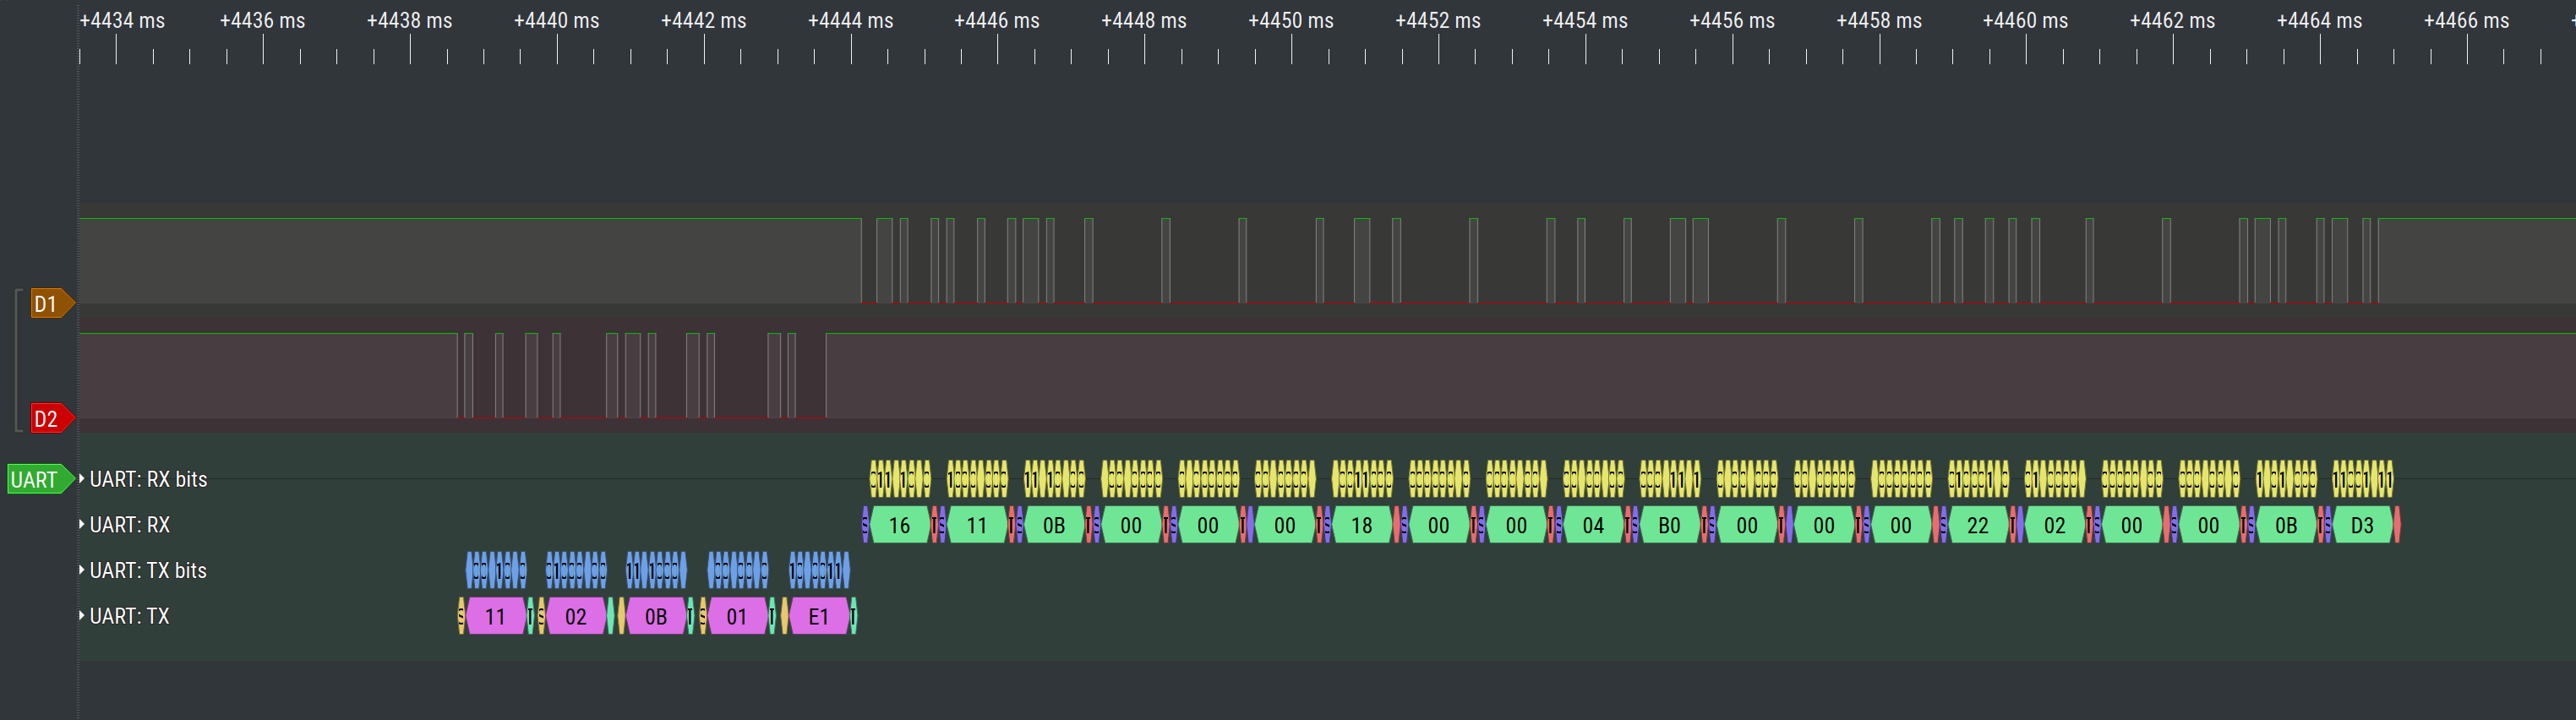 +4434 ms +4436 ms +4438 ms +4440 ms +4442 ms +4444 ms +4446 ms +4448 ms +4450 ms +4452 ms +4454 ms +4456 ms +4458 ms +4460 ms +4462 ms +4464 ms +4466 ms
D1
D2
UART UART: RX bits
UART: RX S 16 T S 11 T S 0B T S 00 T S 00 T 00 T S 18 S 00 T S 00 T S 04 T S B0 T S 00 T 00 T S 00 S 22 T 02 T S 00 S 00 T S 0B T S D3
UART: TX bits
UART: TX S 11 T S 02 0B T S 01 T E1 T